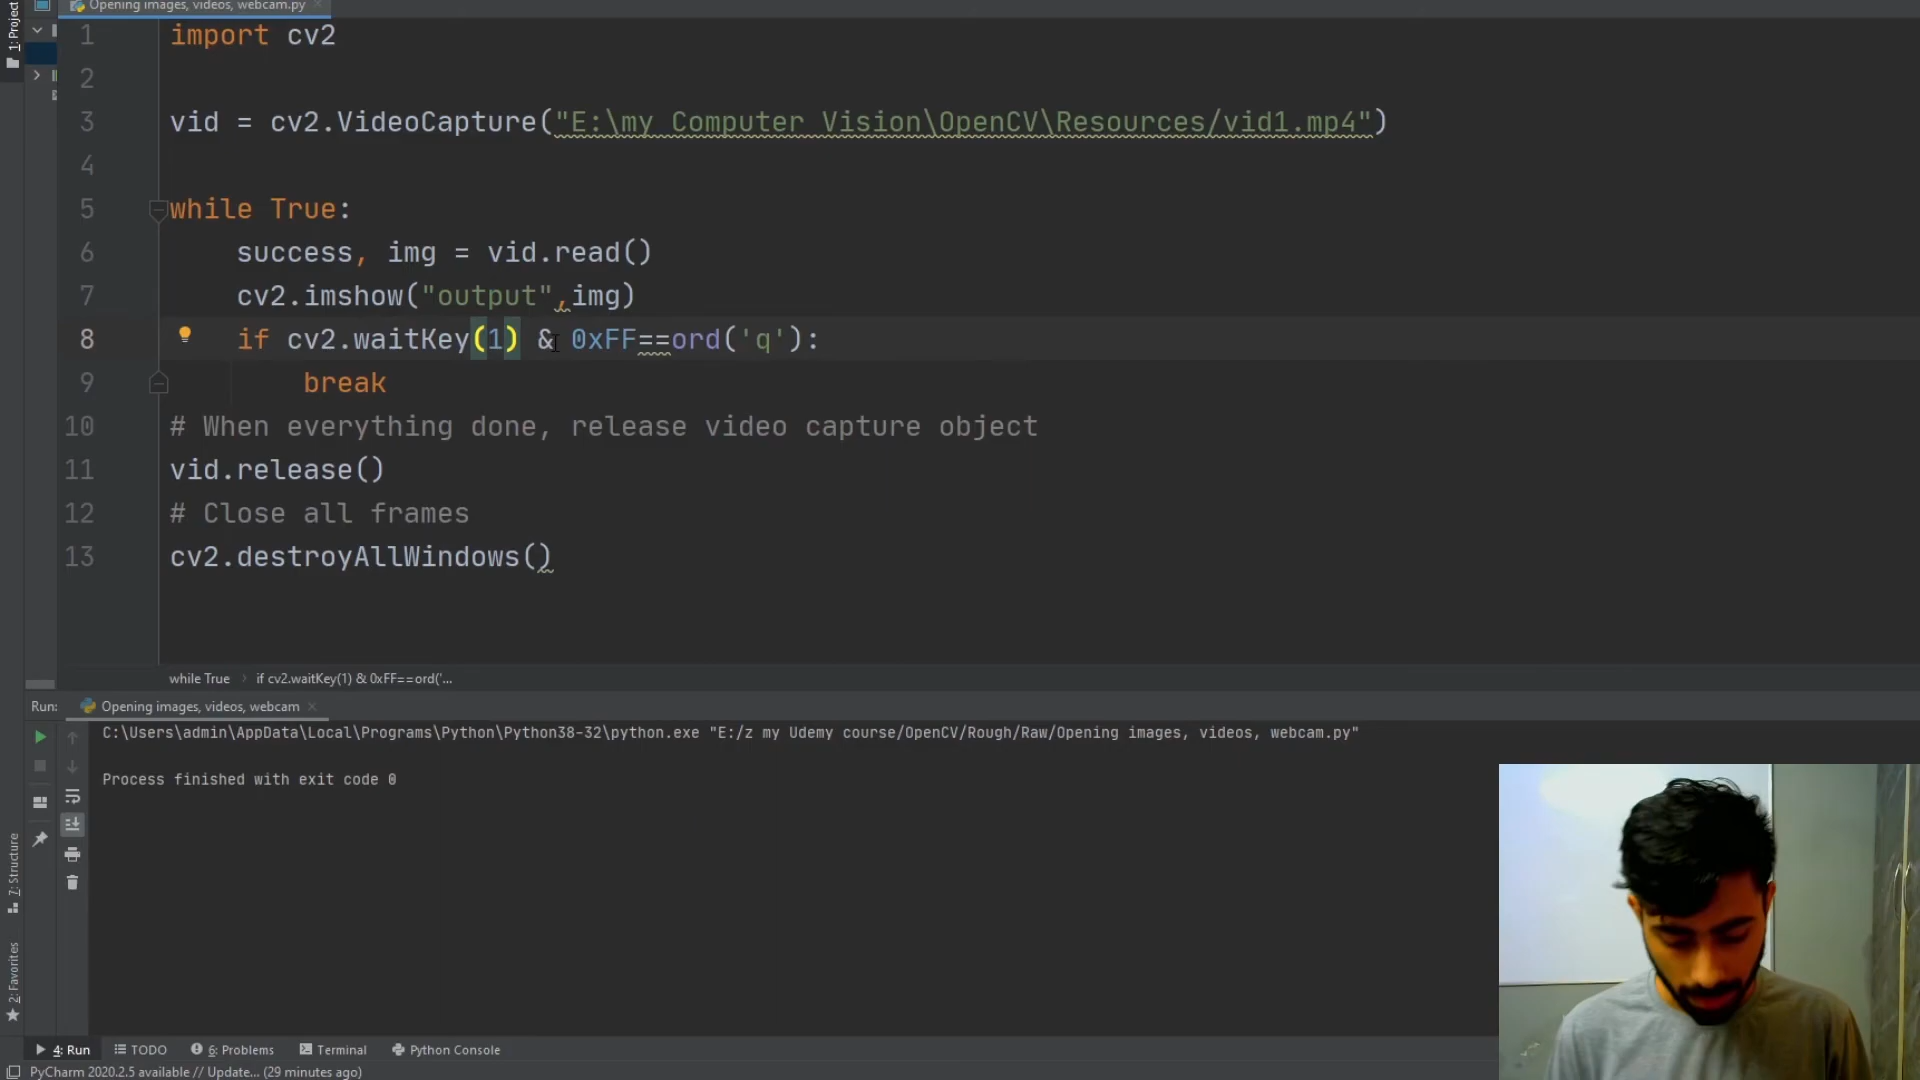 1: Project
Opening images, videos, webcam.py
1 import cv2
2
3 vid = cv2.VideoCapture("E:\my Computer Vision\OpenCV\Resources/vid1.mp4")
4
5 while True:
6 success, img = vid.read()
7 cv2.imshow("output",img)
8 if cv2.waitKey(1) & 0xFF==ord('q'):
9 break
10 # When everything done, release video capture object
11 vid.release()
12 # Close all frames
13 cv2.destroyAllWindows()
while True › if cv2.waitKey(1) & 0xFF==ord('...
Run: Opening images, videos, webcam
C:\Users\admin\AppData\Local\Programs\Python\Python38-32\python.exe "E:/z my Udemy course/OpenCV/Rough/Raw/Opening images, videos, webcam.py"
Process finished with exit code 0
7: Structure
2: Favorites
4: Run TODO 6: Problems Terminal Python Console
PyCharm 2020.2.5 available // Update... (29 minutes ago)